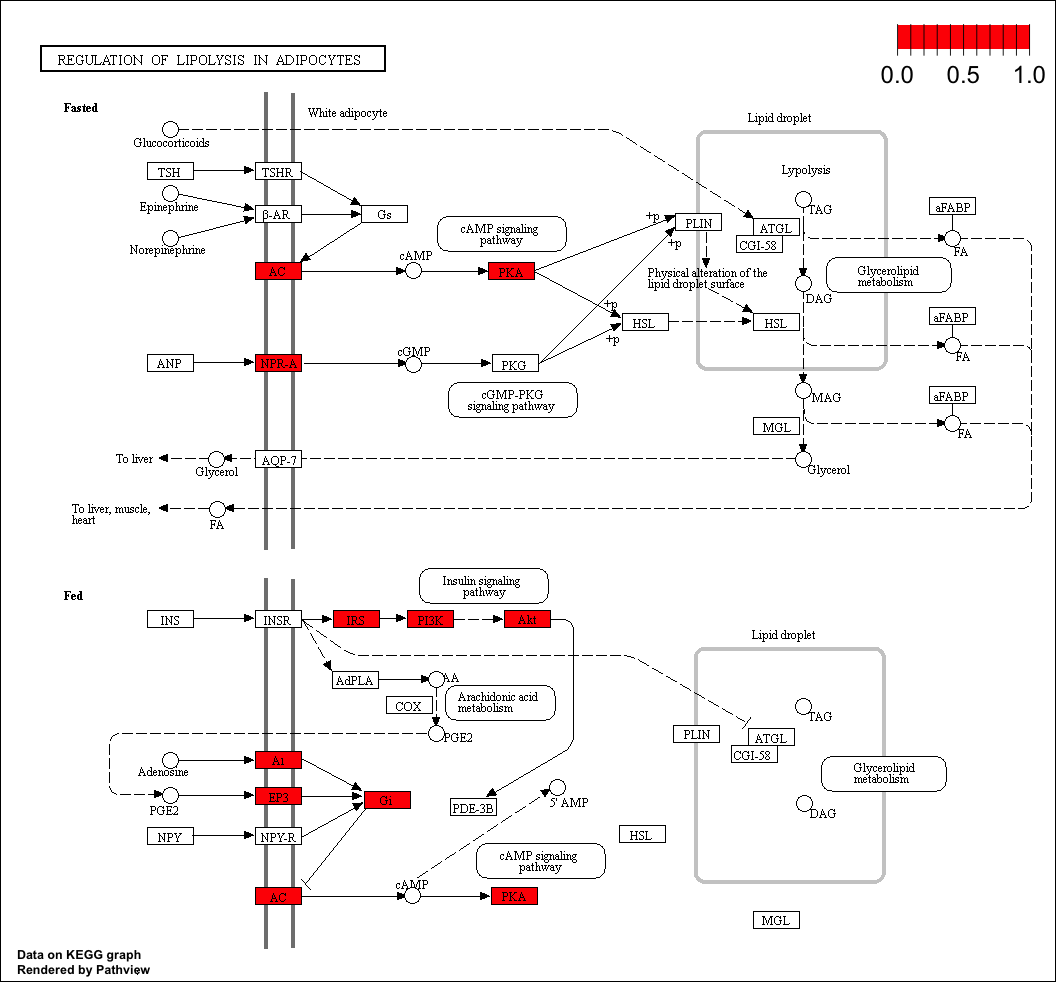 REGULATION OF LIPOLYSIS IN ADIPOCYTES
0.0 0.5 1.0
Fasted
White adipocyte
Lipid droplet
Glucocorticoids
TSH
TSHR
Epinephrine
β-AR
Gs
Norepinephrine
AC
cAMP
cAMP signaling
pathway
PKA
+p
PLIN
+p
Lypolysis
TAG
ATGL
CGI-58
aFABP
FA
Physical alteration of the
lipid droplet surface
Glycerolipid
metabolism
DAG
+p
HSL
+p
HSL
aFABP
FA
ANP
NPR-A
cGMP
PKG
cGMP-PKG
signaling pathway
MAG
aFABP
FA
MGL
To liver
Glycerol
AQP-7
Glycerol
To liver, muscle,
heart
FA
Fed
Insulin signaling
pathway
INS
INSR
IRS
PI3K
Akt
Lipid droplet
AdPLA
AA
COX
Arachidonic acid
metabolism
PGE2
TAG
PLIN
ATGL
CGI-58
Adenosine
A1
Glycerolipid
metabolism
PGE2
EP3
Gi
PDE-3B
5' AMP
DAG
NPY
NPY-R
HSL
cAMP signaling
pathway
AC
cAMP
PKA
MGL
Data on KEGG graph
Rendered by Pathview